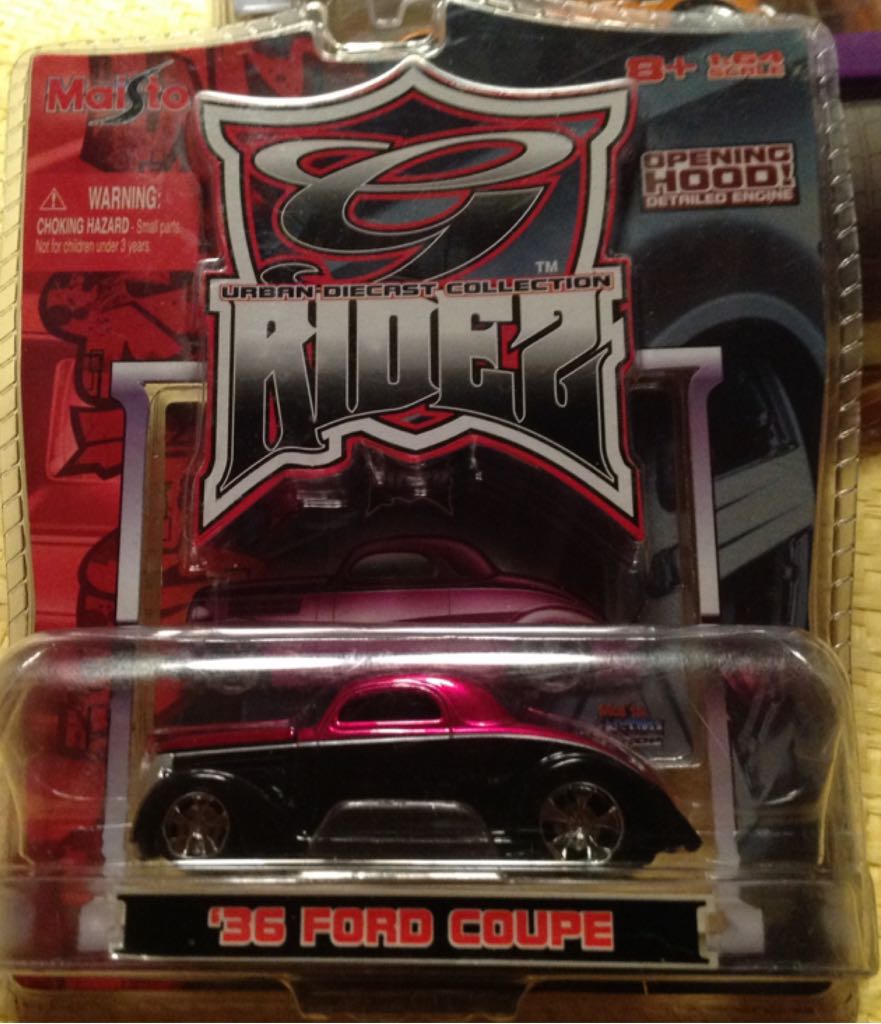 Maisto
8+ 1:64
SCALE
OPENING
HOOD!
DETAILED ENGINE
WARNING:
CHOKING HAZARD - Small parts.
Not for children under 3 years.
G
TM
URBAN DIECAST COLLECTION
RIDEZ
'36 FORD COUPE